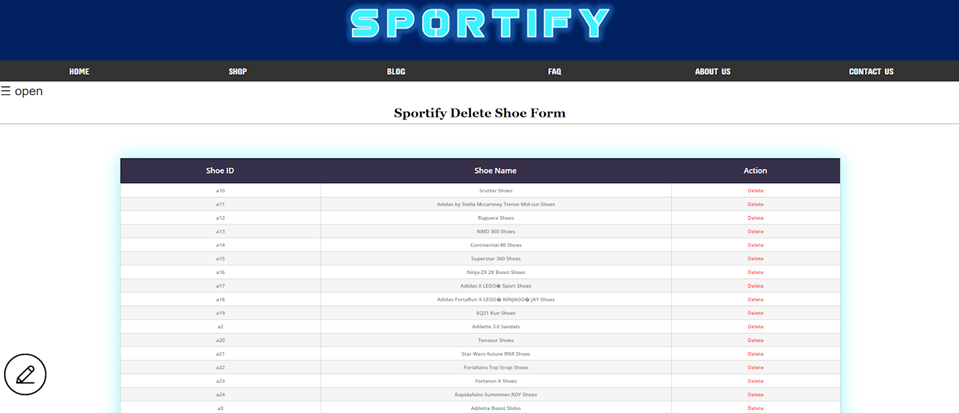 SPORTIFY
HOME SHOP BLOG FAQ ABOUT US CONTACT US
☰ open
Sportify Delete Shoe Form
Shoe ID Shoe Name Action
a10 Srutter Shoes Delete
a11 Adidas by Stella Mccartney Treino Mid-cut Shoes Delete
a12 Roguera Shoes Delete
a13 NMD 360 Shoes Delete
a14 Continental 80 Shoes Delete
a15 Superstar 360 Shoes Delete
a16 Ninja ZX 2K Boost Shoes Delete
a17 Adidas X LEGO� Sport Shoes Delete
a18 Adidas FortaRun X LEGO� NINJAGO� JAY Shoes Delete
a19 EQ21 Run Shoes Delete
a2 Adilette 3.0 Sandals Delete
a20 Tensaur Shoes Delete
a21 Star Wars 4uture RNR Shoes Delete
a22 Fortafaito Top Strap Shoes Delete
a23 Fortarun X Shoes Delete
a24 Rapidafaito Summmer.RDY Shoes Delete
a3 Adiletta Boost Slides Delete